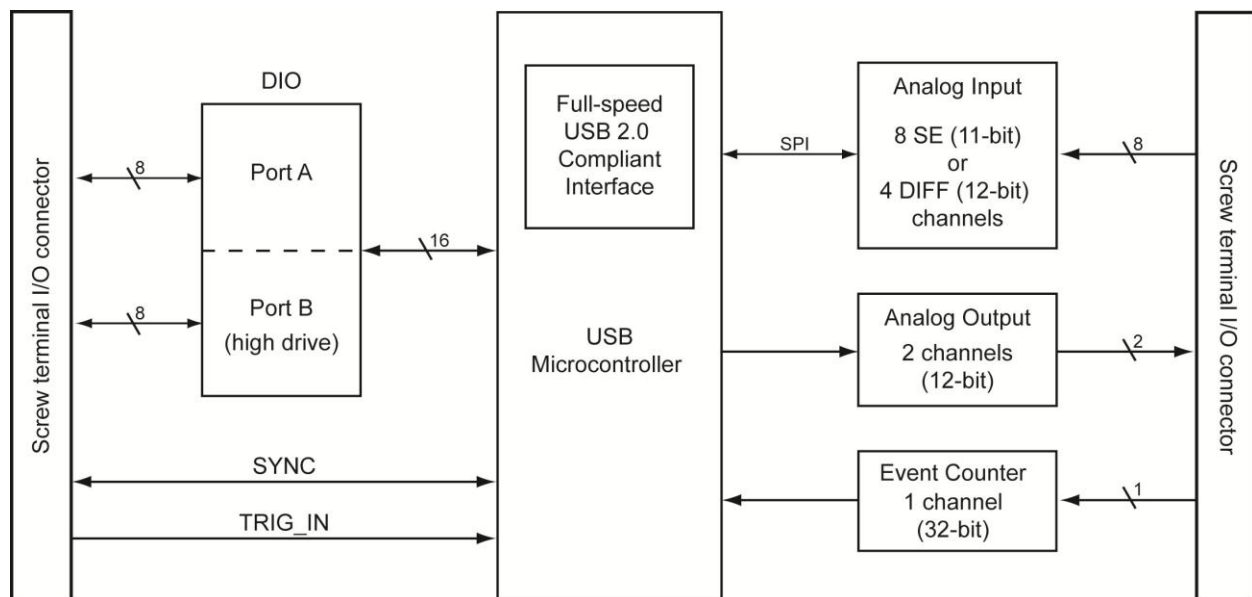 Screw terminal I/O connector
DIO
8
Port A
16
8
Port B
(high drive)
SYNC
TRIG_IN
Full-speed
USB 2.0
Compliant
Interface
USB
Microcontroller
SPI
Analog Input
8 SE (11-bit)
or
4 DIFF (12-bit)
channels
8
Analog Output
2 channels
(12-bit)
2
Event Counter
1 channel
(32-bit)
1
Screw terminal I/O connector